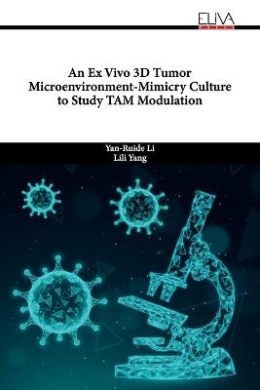 ELIVA
PRESS
An Ex Vivo 3D Tumor
Microenvironment-Mimicry Culture
to Study TAM Modulation
Yan-Ruide Li
Lili Yang